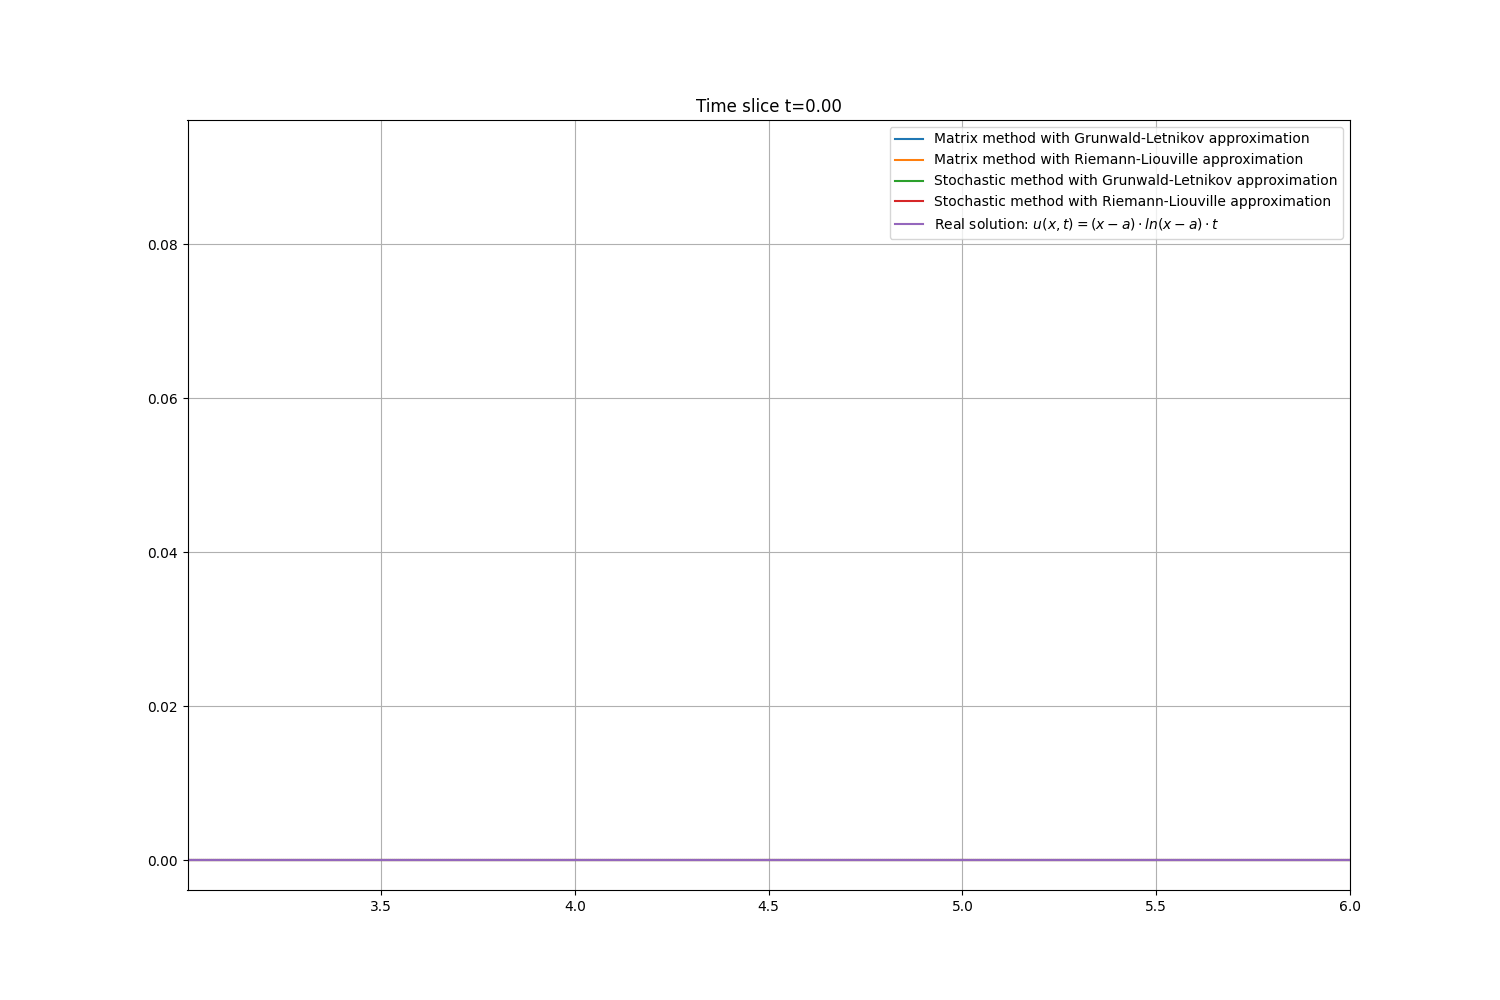 Time slice t=0.00
Matrix method with Grunwald-Letnikov approximation
Matrix method with Riemann-Liouville approximation
Stochastic method with Grunwald-Letnikov approximation
Stochastic method with Riemann-Liouville approximation
Real solution: u(x, t) = (x − a) · ln(x − a) · t
0.08
0.06
0.04
0.02
0.00
3.5 4.0 4.5 5.0 5.5 6.0